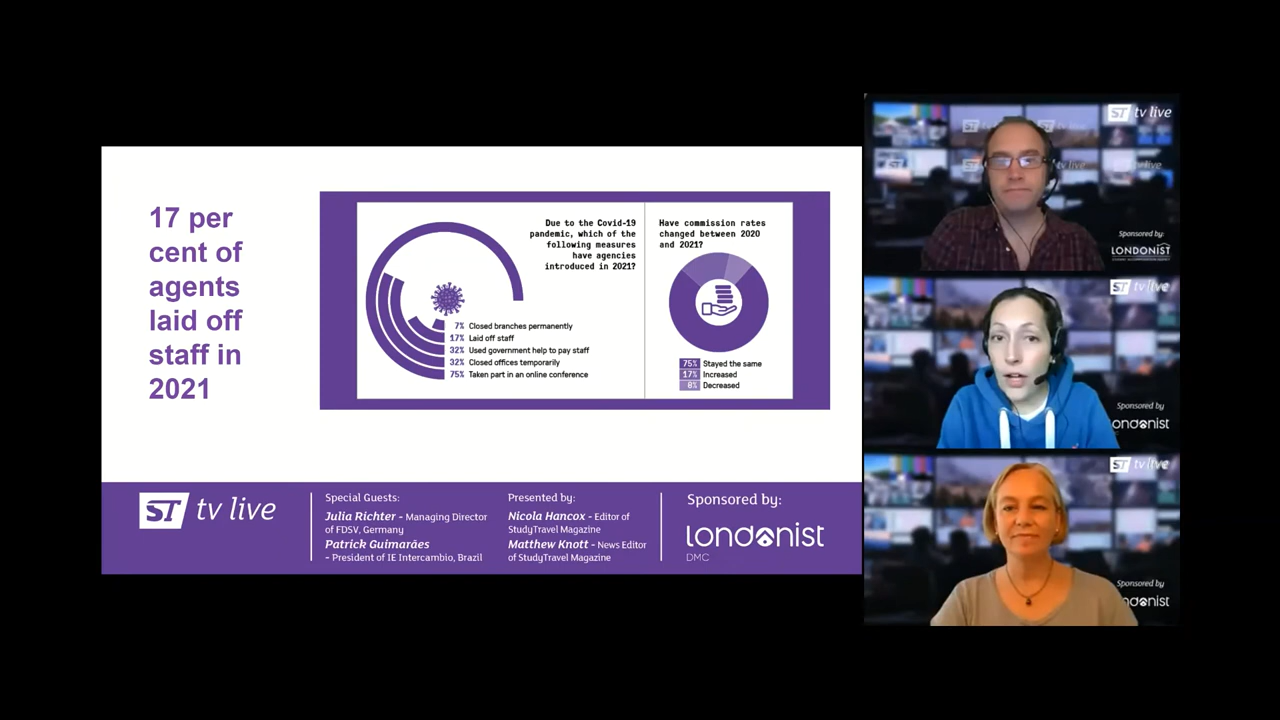 17 per
cent of
agents
laid off
staff in
2021
Due to the Covid-19
pandemic, which of the
following measures
have agencies
introduced in 2021?
7% Closed branches permanently
17% Laid off staff
32% Used government help to pay staff
32% Closed offices temporarily
75% Taken part in an online conference
Have commission rates
changed between 2020
and 2021?
75% Stayed the same
17% Increased
8% Decreased
ST tv live
Special Guests:
Julia Richter - Managing Director
of FDSV, Germany
Patrick Guimarães
- President of IE Intercambio, Brazil
Presented by:
Nicola Hancox - Editor of
StudyTravel Magazine
Matthew Knott - News Editor
of StudyTravel Magazine
Sponsored by:
londonist
DMC
ST tv live
tv live
Sponsored by:
LONDONIST
ST tv live
Sponsored by
londonist
ST tv live
Sponsored by
ndonist